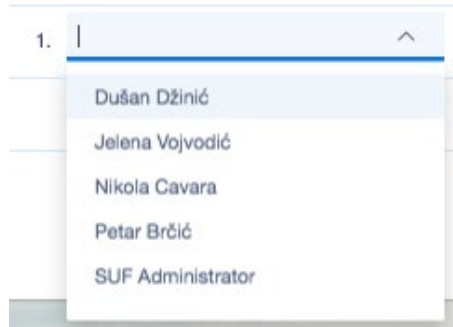 1.
Dušan Džinić
Jelena Vojvodić
Nikola Cavara
Petar Brčić
SUF Administrator